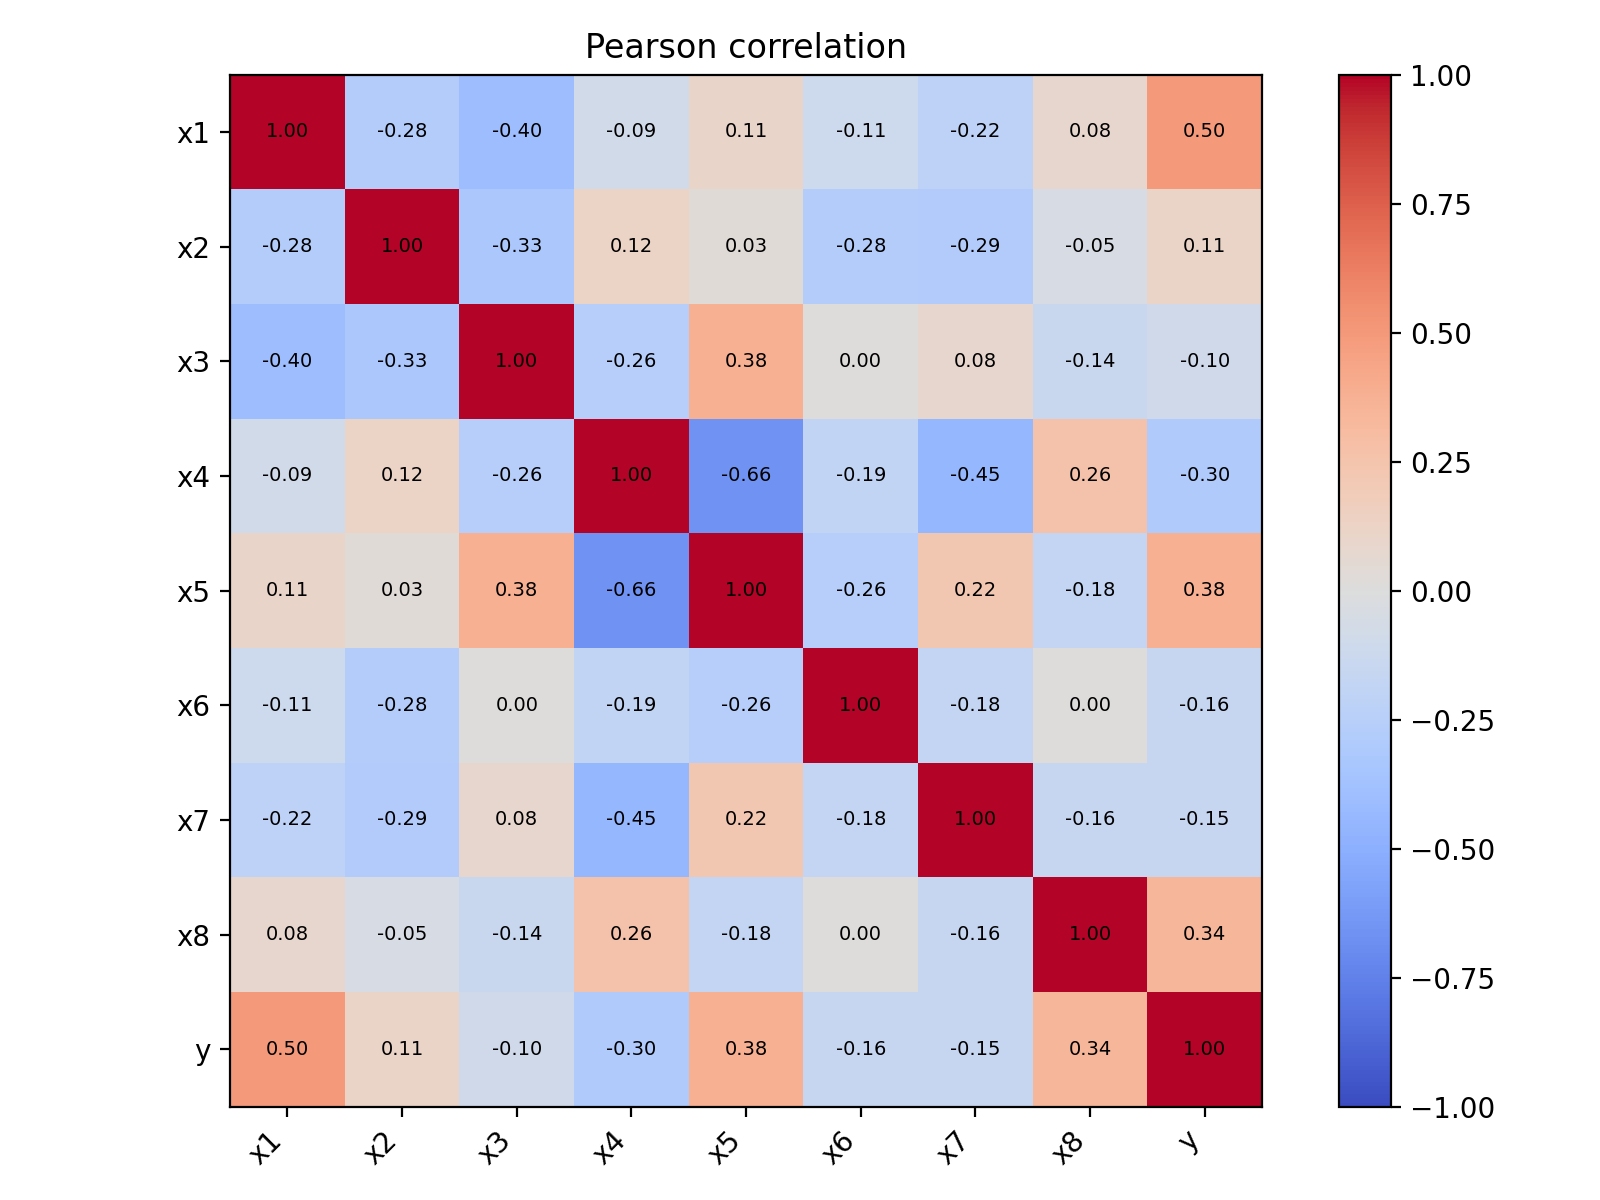 Pearson correlation
x1 1.00 -0.28 -0.40 -0.09 0.11 -0.11 -0.22 0.08 0.50
x2 -0.28 1.00 -0.33 0.12 0.03 -0.28 -0.29 -0.05 0.11
x3 -0.40 -0.33 1.00 -0.26 0.38 0.00 0.08 -0.14 -0.10
x4 -0.09 0.12 -0.26 1.00 -0.66 -0.19 -0.45 0.26 -0.30
x5 0.11 0.03 0.38 -0.66 1.00 -0.26 0.22 -0.18 0.38
x6 -0.11 -0.28 0.00 -0.19 -0.26 1.00 -0.18 0.00 -0.16
x7 -0.22 -0.29 0.08 -0.45 0.22 -0.18 1.00 -0.16 -0.15
x8 0.08 -0.05 -0.14 0.26 -0.18 0.00 -0.16 1.00 0.34
y 0.50 0.11 -0.10 -0.30 0.38 -0.16 -0.15 0.34 1.00
x1 x2 x3 x4 x5 x6 x7 x8 y
1.00
0.75
0.50
0.25
0.00
−0.25
−0.50
−0.75
−1.00